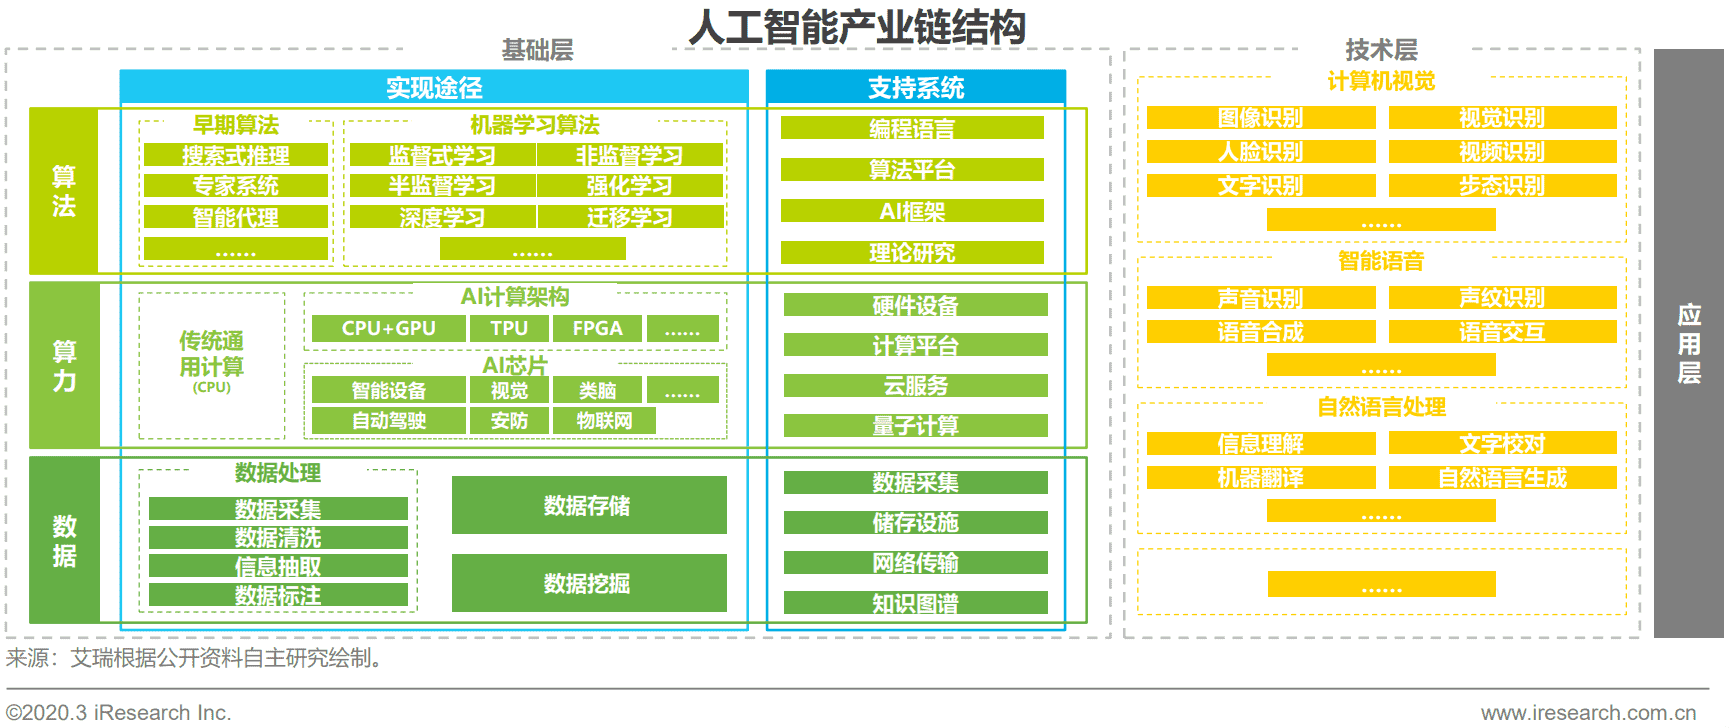 人工智能产业链结构
基础层
实现途径
支持系统
算法
早期算法
搜索式推理
专家系统
智能代理
……
机器学习算法
监督式学习
非监督学习
半监督学习
强化学习
深度学习
迁移学习
……
编程语言
算法平台
AI框架
理论研究
算力
传统通
用计算
(CPU)
AI计算架构
CPU+GPU
TPU
FPGA
……
AI芯片
智能设备
视觉
类脑
……
自动驾驶
安防
物联网
硬件设备
计算平台
云服务
量子计算
数据
数据处理
数据采集
数据清洗
信息抽取
数据标注
数据存储
数据挖掘
数据采集
储存设施
网络传输
知识图谱
技术层
计算机视觉
图像识别
视觉识别
人脸识别
视频识别
文字识别
步态识别
……
智能语音
声音识别
声纹识别
语音合成
语音交互
……
自然语言处理
信息理解
文字校对
机器翻译
自然语言生成
……
……
应用层
来源：艾瑞根据公开资料自主研究绘制。
©2020.3 iResearch Inc.
www.iresearch.com.cn